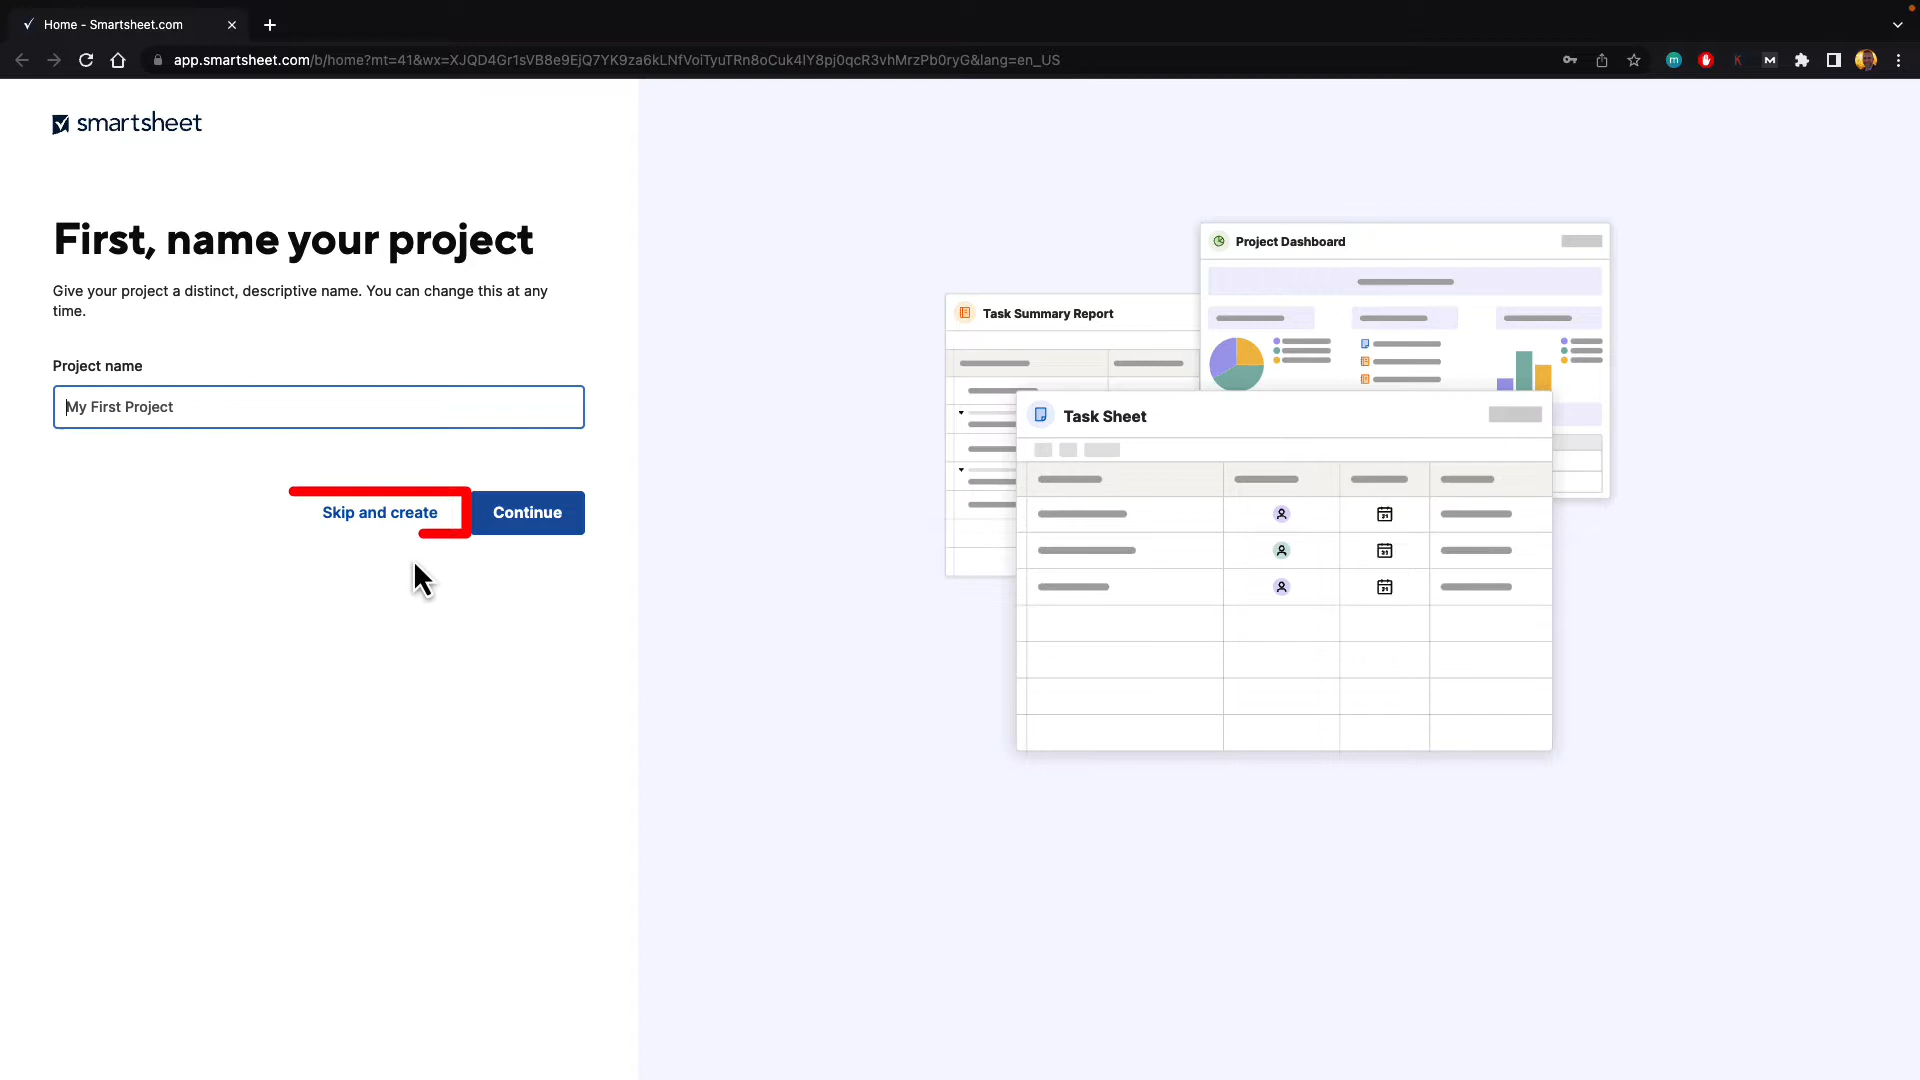 Home - Smartsheet.com
app.smartsheet.com/b/home?mt=41&wx=XJQD4Gr1sVB8e9EjQ7YK9za6kLNfVoiTyuTRn8oCuk4lY8pj0qcR3vhMrzPb0ryG&lang=en_US
smartsheet
First, name your project
Give your project a distinct, descriptive name. You can change this at any
time.
Project name
My First Project
Skip and create
Continue
Project Dashboard
Task Summary Report
Task Sheet